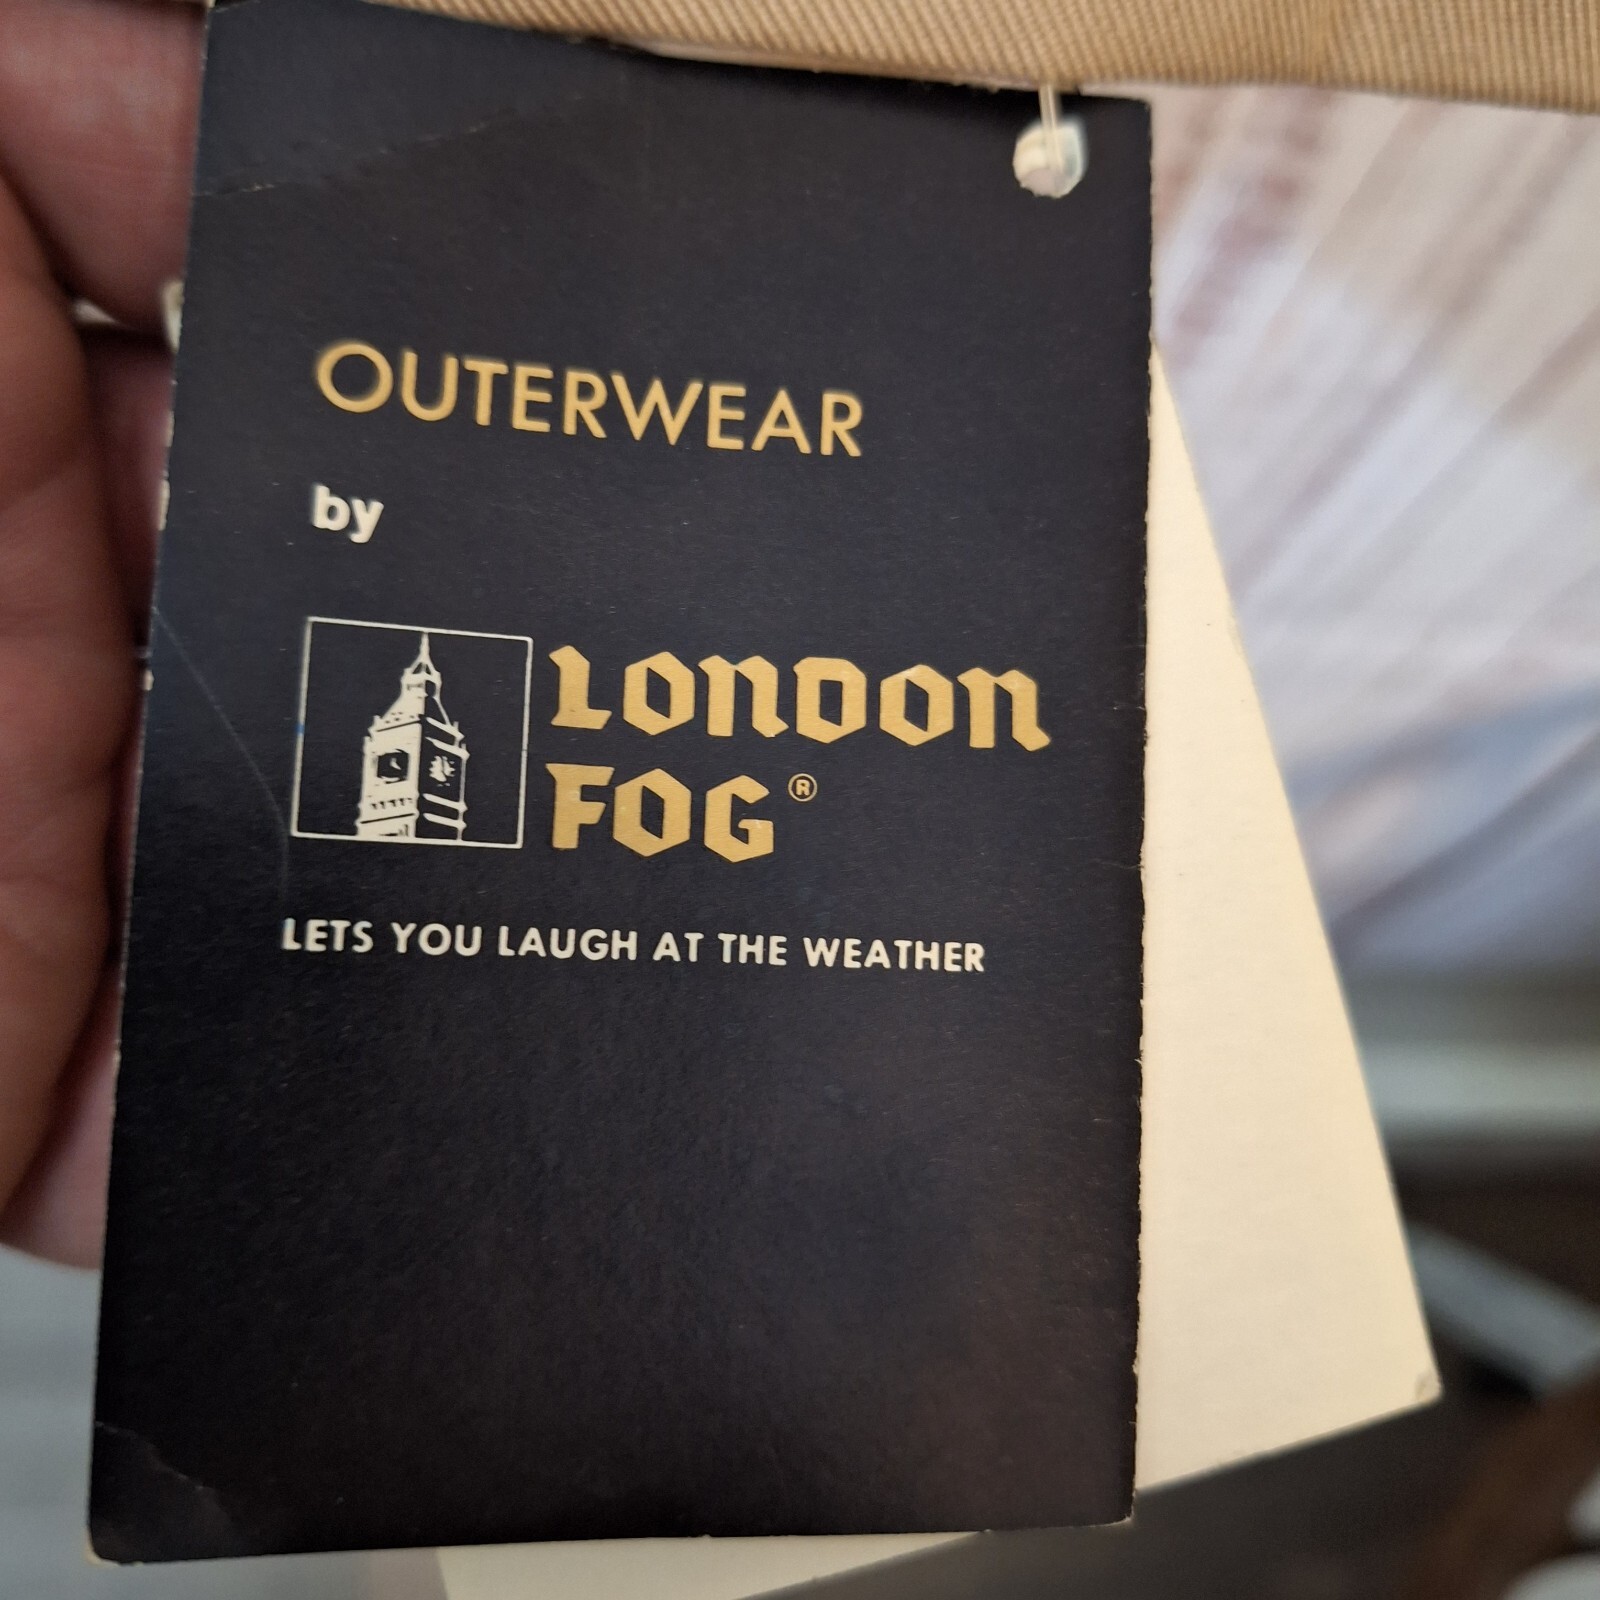 OUTERWEAR
by
LONDON
FOG®
LETS YOU LAUGH AT THE WEATHER